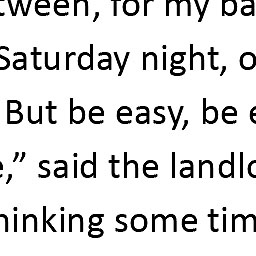 tween, for my ba
Saturday night, o
But be easy, be e
e,” said the landlo
hinking some tim